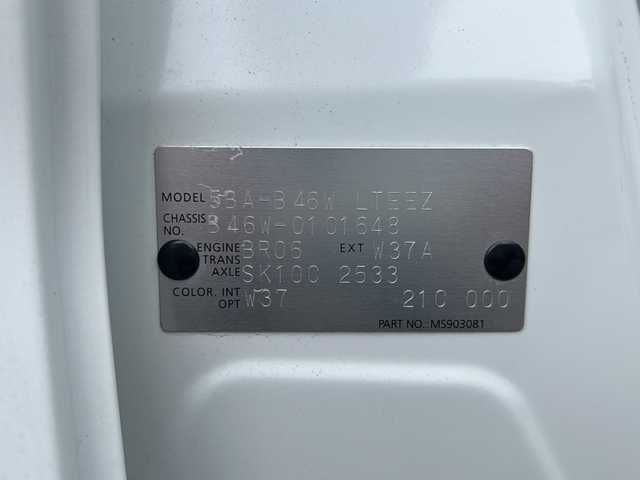 MODEL 5BA-B46W LTEEZ
CHASSIS NO. B46W-0101648
ENGINE BR06 EXT W37A
TRANS AXLE SK10C 2533
COLOR. INT OPT W37 21C 000
PART NO.: MS903081